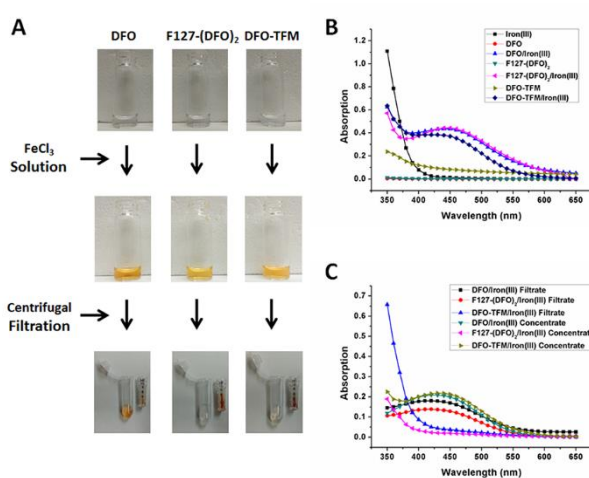 A
DFO F127-(DFO)2 DFO-TFM
FeCl3
Solution
Centrifugal
Filtration
B
Absorption
1.2
1.0
0.8
0.6
0.4
0.2
0.0
Iron(III)
DFO
DFO/Iron(III)
F127-(DFO)2
F127-(DFO)2/Iron(III)
DFO-TFM
DFO-TFM/Iron(III)
350 400 450 500 550 600 650
Wavelength (nm)
C
Absorption
0.7
0.6
0.5
0.4
0.3
0.2
0.1
0.0
DFO/Iron(III) Filtrate
F127-(DFO)2/Iron(III) Filtrate
DFO-TFM/Iron(III) Filtrate
DFO/Iron(III) Concentrate
F127-(DFO)2/Iron(III) Concentrate
DFO-TFM/Iron(III) Concentrate
350 400 450 500 550 600 650
Wavelength (nm)